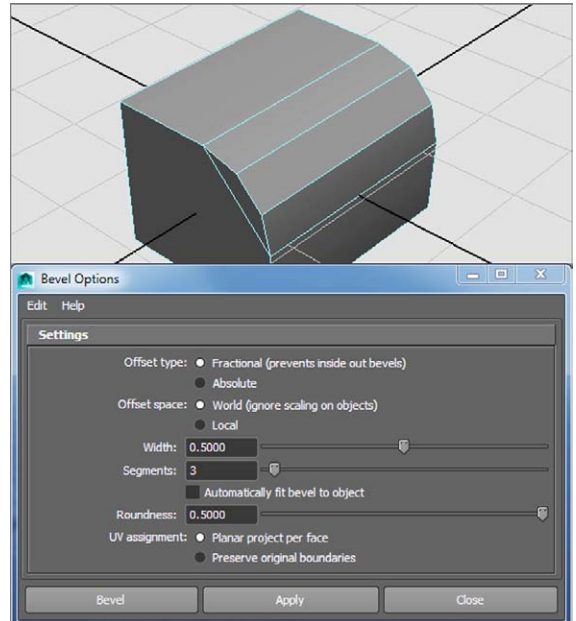 Bevel Options
Edit Help
Settings
Offset type: Fractional (prevents inside out bevels)
Absolute
Offset space: World (ignore scaling on objects)
Local
Width: 0.5000
Segments: 3
Automatically fit bevel to object
Roundness: 0.5000
UV assignment: Planar project per face
Preserve original boundaries
Bevel Apply Close